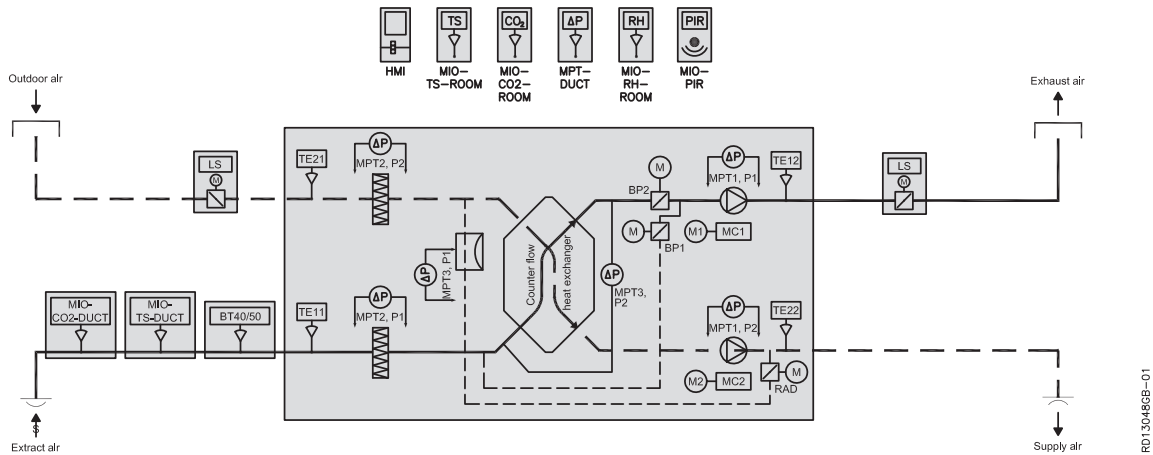 TS
CO₂
ΔP
RH
PIR
HMI
MIO-
TS-ROOM
MIO-
CO2-
ROOM
MPT-
DUCT
MIO-
RH-
ROOM
MIO-
PIR
Outdoor air
Exhaust air
LS
M
TE21
ΔP
MPT2, P2
M
BP2
ΔP
MPT1, P1
TE12
LS
M
M
BP1
M1
MC1
ΔP
MPT3, P1
Counter flow
heat exchanger
ΔP
MPT3,
P2
MIO-
CO2-DUCT
MIO-
TS-DUCT
BT40/50
TE11
ΔP
MPT2, P1
ΔP
MPT1, P2
TE22
M2
MC2
M
RAD
S
Extract air
Supply air
RD13048GB-01